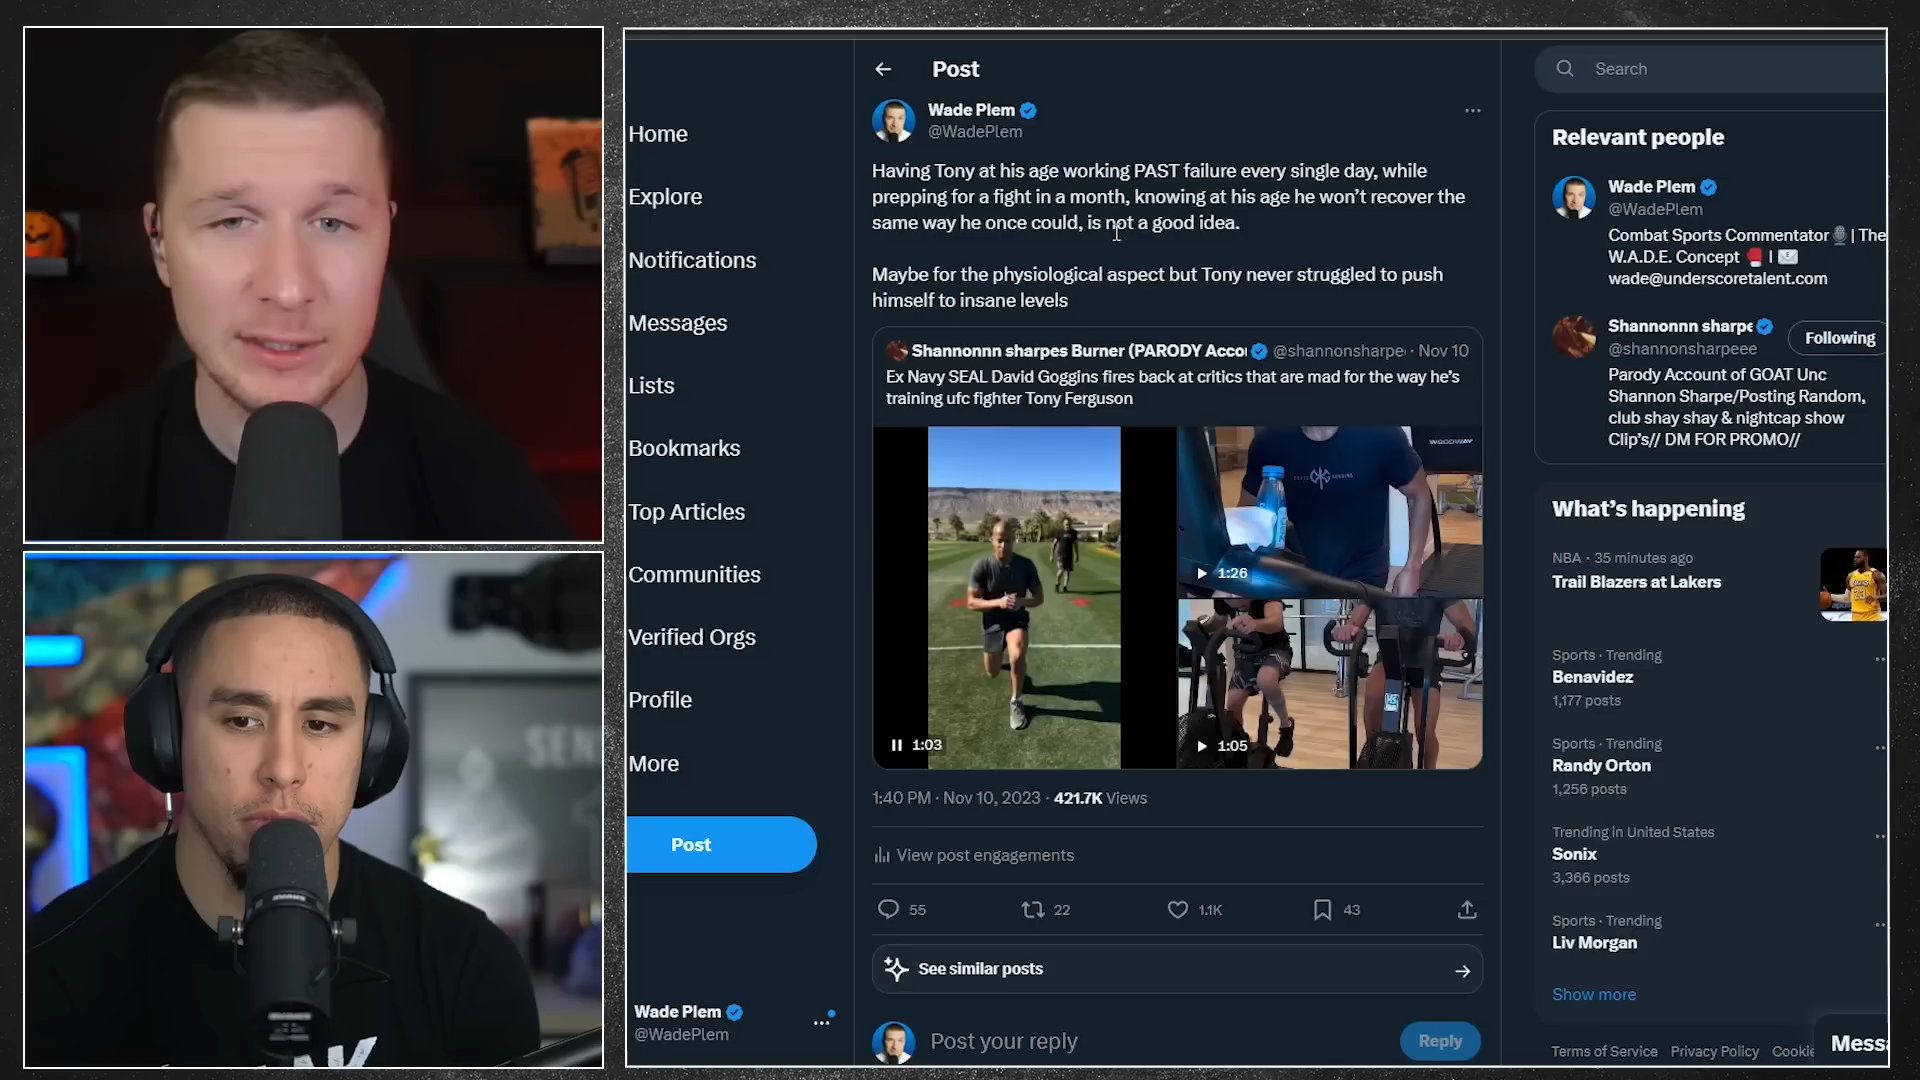 Home
Explore
Notifications
Messages
Lists
Bookmarks
Top Articles
Communities
Verified Orgs
Profile
More
Post
Wade Plem
@WadePlem
Post
Wade Plem
@WadePlem
Having Tony at his age working PAST failure every single day, while
prepping for a fight in a month, knowing at his age he won't recover the
same way he once could, is not a good idea.
Maybe for the physiological aspect but Tony never struggled to push
himself to insane levels
Shannonnn sharpes Burner (PARODY Accou @shannonsharpe · Nov 10
Ex Navy SEAL David Goggins fires back at critics that are mad for the way he's
training ufc fighter Tony Ferguson
WOODWAY
1:03
1:26
1:05
1:40 PM · Nov 10, 2023 · 421.7K Views
View post engagements
55 22 1.1K 43
See similar posts
Post your reply
Reply
Search
Relevant people
Wade Plem
@WadePlem
Combat Sports Commentator | The
W.A.D.E. Concept |
wade@underscoretalent.com
Shannonnn sharpe
@shannonsharpeee
Following
Parody Account of GOAT Unc
Shannon Sharpe/Posting Random,
club shay shay & nightcap show
Clip's// DM FOR PROMO//
What's happening
NBA · 35 minutes ago
Trail Blazers at Lakers
Sports · Trending
Benavidez
1,177 posts
Sports · Trending
Randy Orton
1,256 posts
Trending in United States
Sonix
3,366 posts
Sports · Trending
Liv Morgan
Show more
Terms of Service Privacy Policy Cookie
Messa
SEN